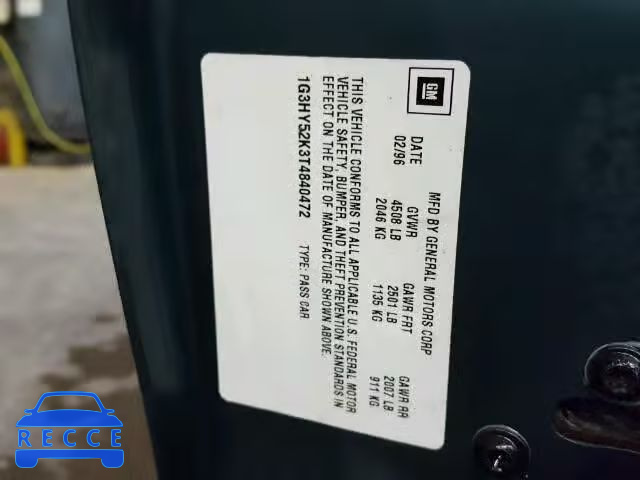 GM
MFD BY GENERAL MOTORS CORP
DATE GVWR GAWR FRT GAWR RR
02/96 4508 LB 2501 LB 2007 LB
2046 KG 1135 KG 911 KG
THIS VEHICLE CONFORMS TO ALL APPLICABLE U.S. FEDERAL MOTOR
VEHICLE SAFETY, BUMPER, AND THEFT PREVENTION STANDARDS IN
EFFECT ON THE DATE OF MANUFACTURE SHOWN ABOVE.
1G3HY52K3T4840472 TYPE: PASS CAR
RECCE